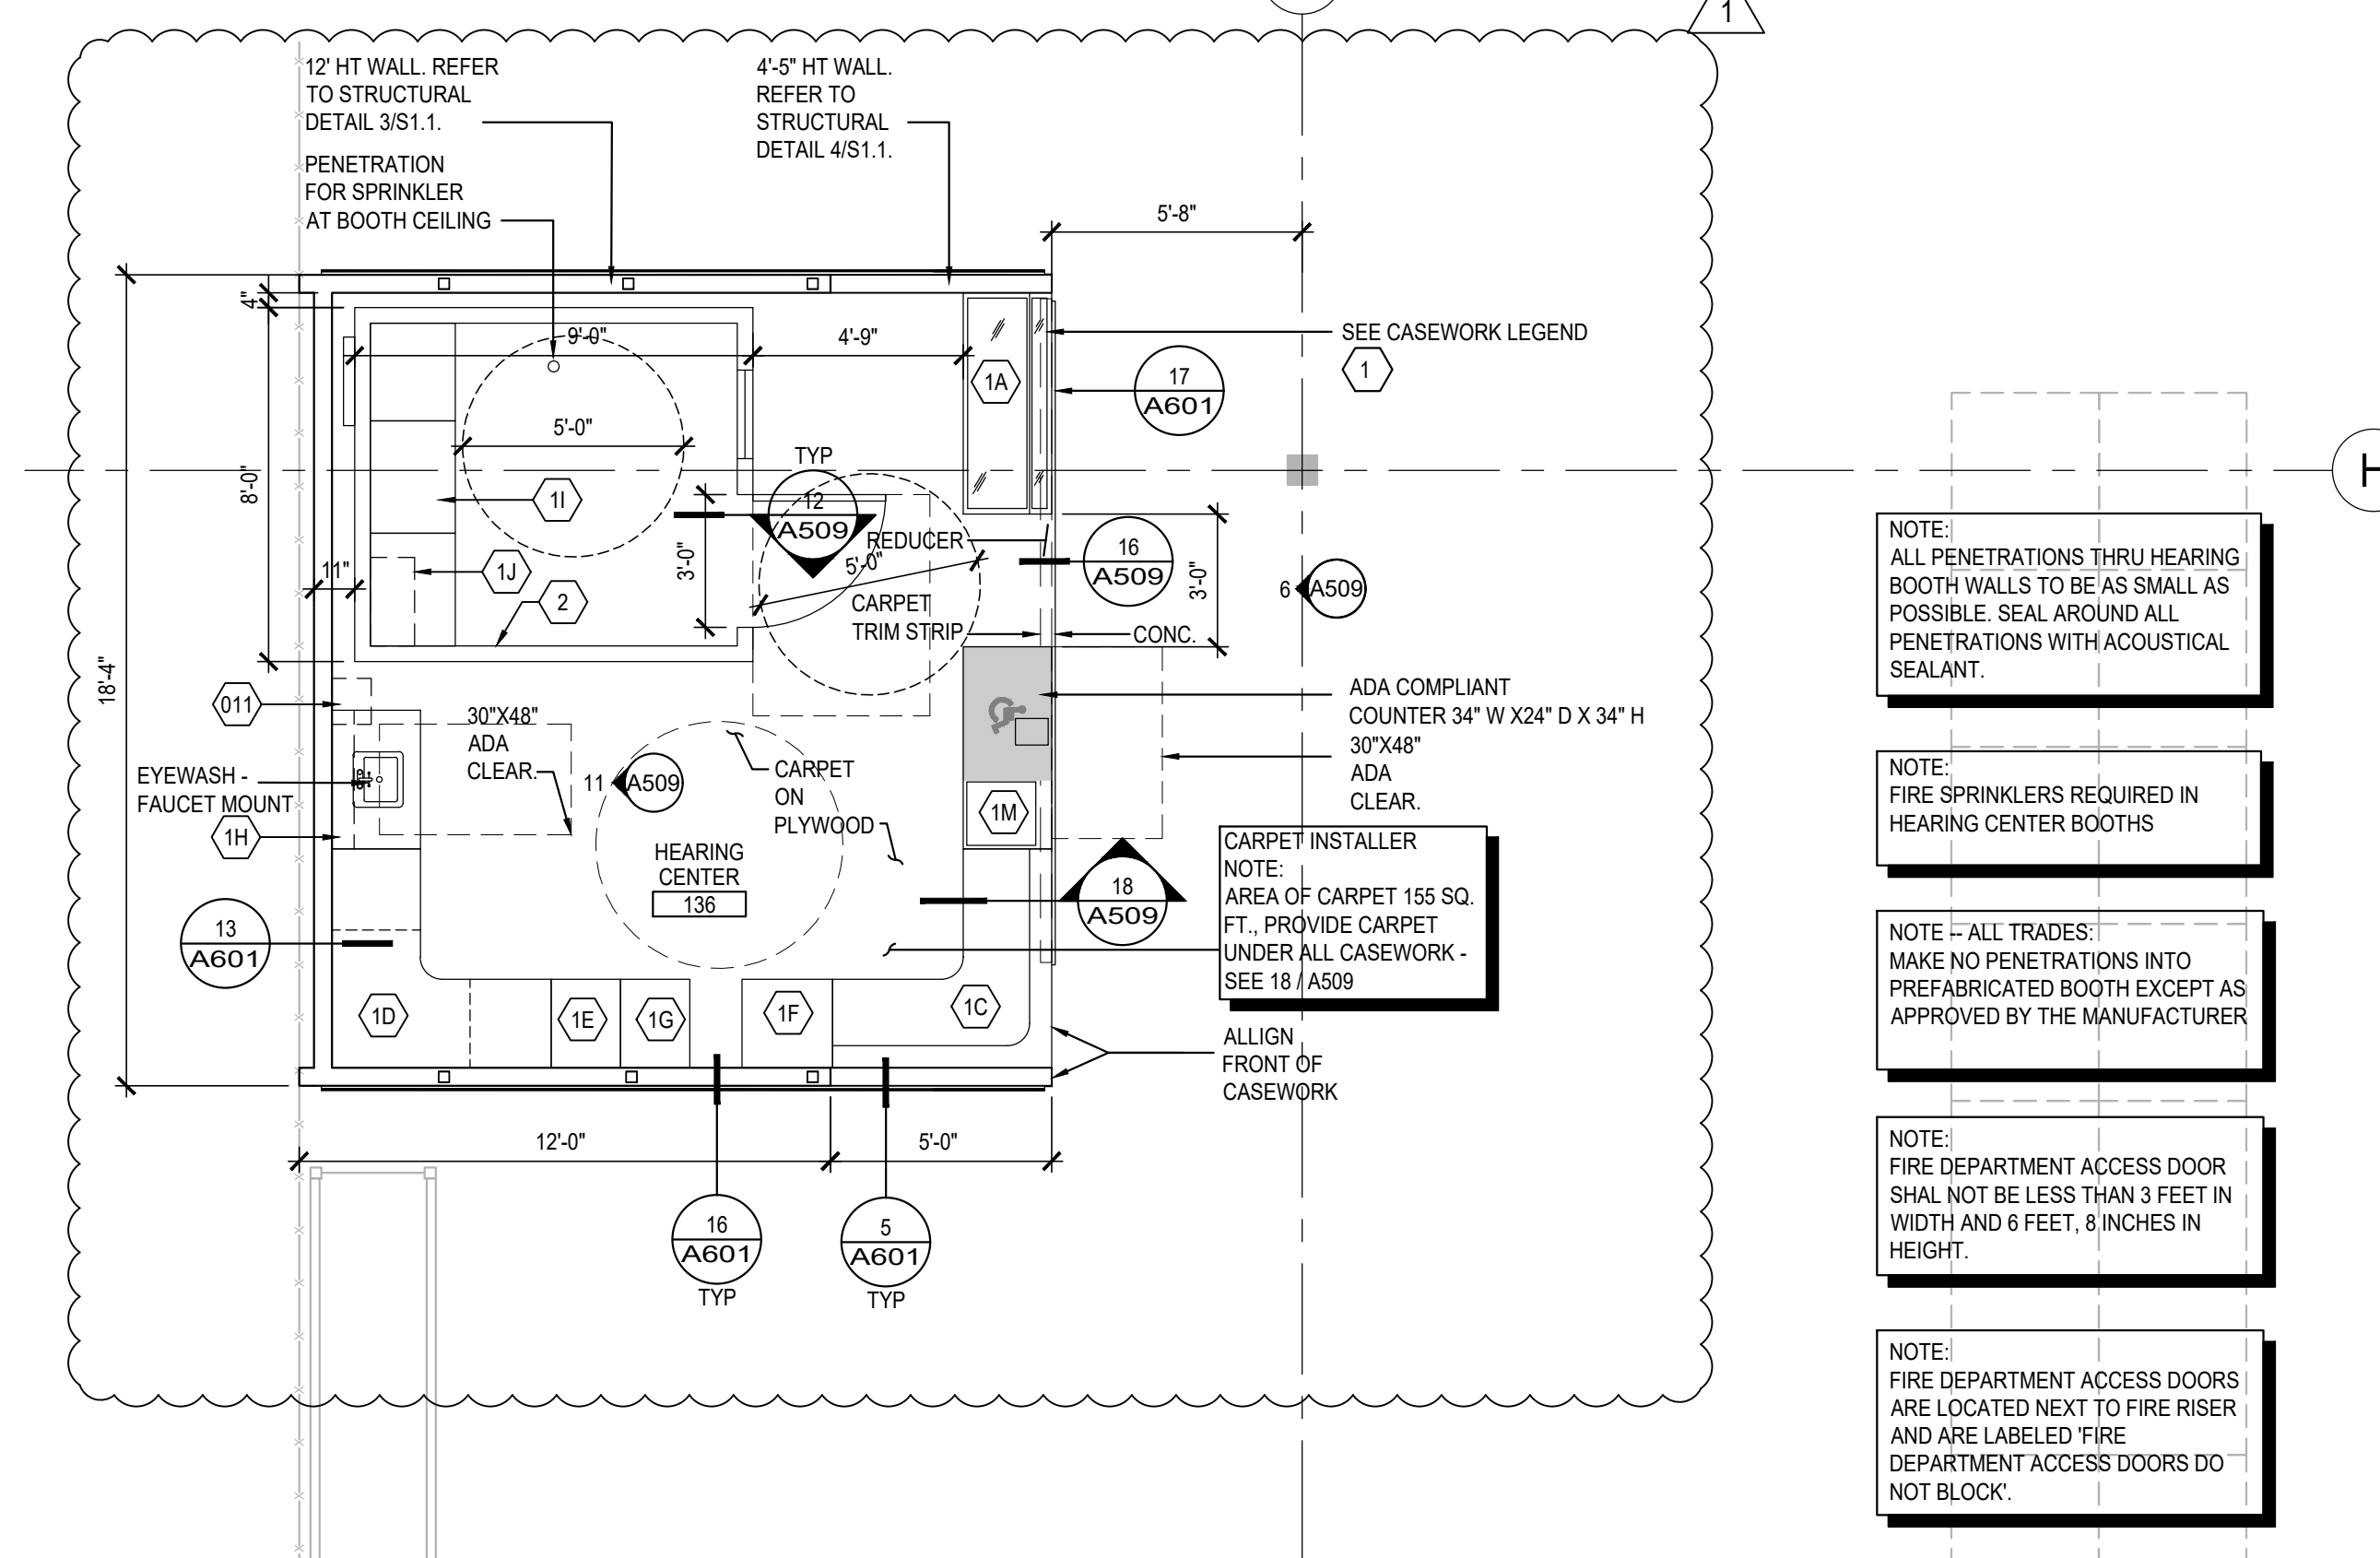 1
12' HT WALL. REFER
TO STRUCTURAL
DETAIL 3/S1.1.
PENETRATION
FOR SPRINKLER
AT BOOTH CEILING
4'-5" HT WALL.
REFER TO
STRUCTURAL
DETAIL 4/S1.1.
5'-8"
4"
9'-0"
4'-9"
SEE CASEWORK LEGEND
1
1A
17
A601
5'-0"
TYP
12
A509
8'-0"
1I
H
REDUCER
5'-0"
16
A509
3'-0"
3'-0"
11"
1J
2
CARPET
TRIM STRIP
CONC.
6
A509
18'-4"
011
30"X48"
ADA
CLEAR.
ADA COMPLIANT
COUNTER 34" W X24" D X 34" H
30"X48"
ADA
CLEAR.
EYEWASH -
FAUCET MOUNT
1H
11
A509
CARPET
ON
PLYWOOD
1M
HEARING
CENTER
136
CARPET INSTALLER
NOTE:
AREA OF CARPET 155 SQ.
FT., PROVIDE CARPET
UNDER ALL CASEWORK -
SEE 18 / A509
18
A509
13
A601
1D
1E
1G
1F
1C
ALLIGN
FRONT OF
CASEWORK
12'-0"
5'-0"
16
A601
TYP
5
A601
TYP
NOTE:
ALL PENETRATIONS THRU HEARING
BOOTH WALLS TO BE AS SMALL AS
POSSIBLE. SEAL AROUND ALL
PENETRATIONS WITH ACOUSTICAL
SEALANT.
NOTE:
FIRE SPRINKLERS REQUIRED IN
HEARING CENTER BOOTHS
NOTE -- ALL TRADES:
MAKE NO PENETRATIONS INTO
PREFABRICATED BOOTH EXCEPT AS
APPROVED BY THE MANUFACTURER
NOTE:
FIRE DEPARTMENT ACCESS DOOR
SHAL NOT BE LESS THAN 3 FEET IN
WIDTH AND 6 FEET, 8 INCHES IN
HEIGHT.
NOTE:
FIRE DEPARTMENT ACCESS DOORS
ARE LOCATED NEXT TO FIRE RISER
AND ARE LABELED 'FIRE
DEPARTMENT ACCESS DOORS DO
NOT BLOCK'.